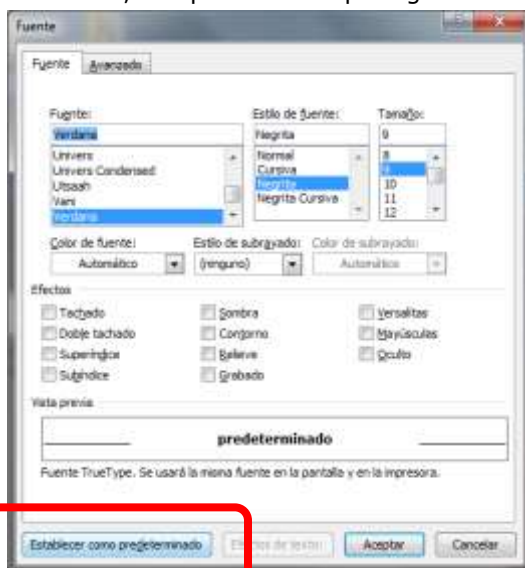 Fuente
Fuente Avanzado
Fuente: Estilo de fuente: Tamaño:
Verdana Negrita 9
Univers Normal 8
Univers Condensed Cursiva 9
Utsaah Negrita 10
Vani Negrita Cursiva 11
Verdana 12
Color de fuente: Estilo de subrayado: Color de subrayado:
Automático (ninguno) Automático
Efectos
Tachado Sombra Versalitas
Doble tachado Contorno Mayúsculas
Superíndice Relieve Oculto
Subíndice Grabado
Vista previa
predeterminado
Fuente TrueType. Se usará la misma fuente en la pantalla y en la impresora.
Establecer como predeterminado Efectos de texto... Aceptar Cancelar